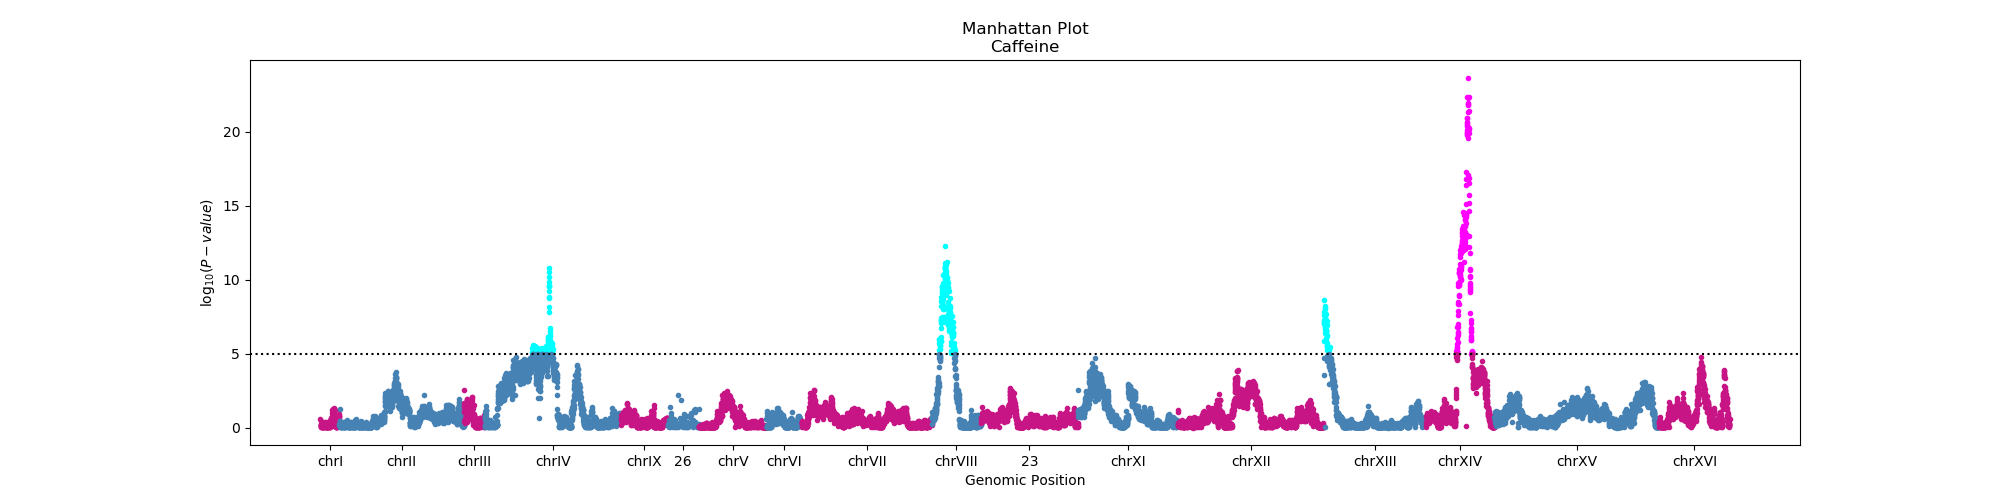 Manhattan Plot
Caffeine
20
15
10
5
0
log₁₀(P − value)
chrI chrII chrIII chrIV chrIX 26 chrV chrVI chrVII chrVIII 23 chrXI chrXII chrXIII chrXIV chrXV chrXVI
Genomic Position